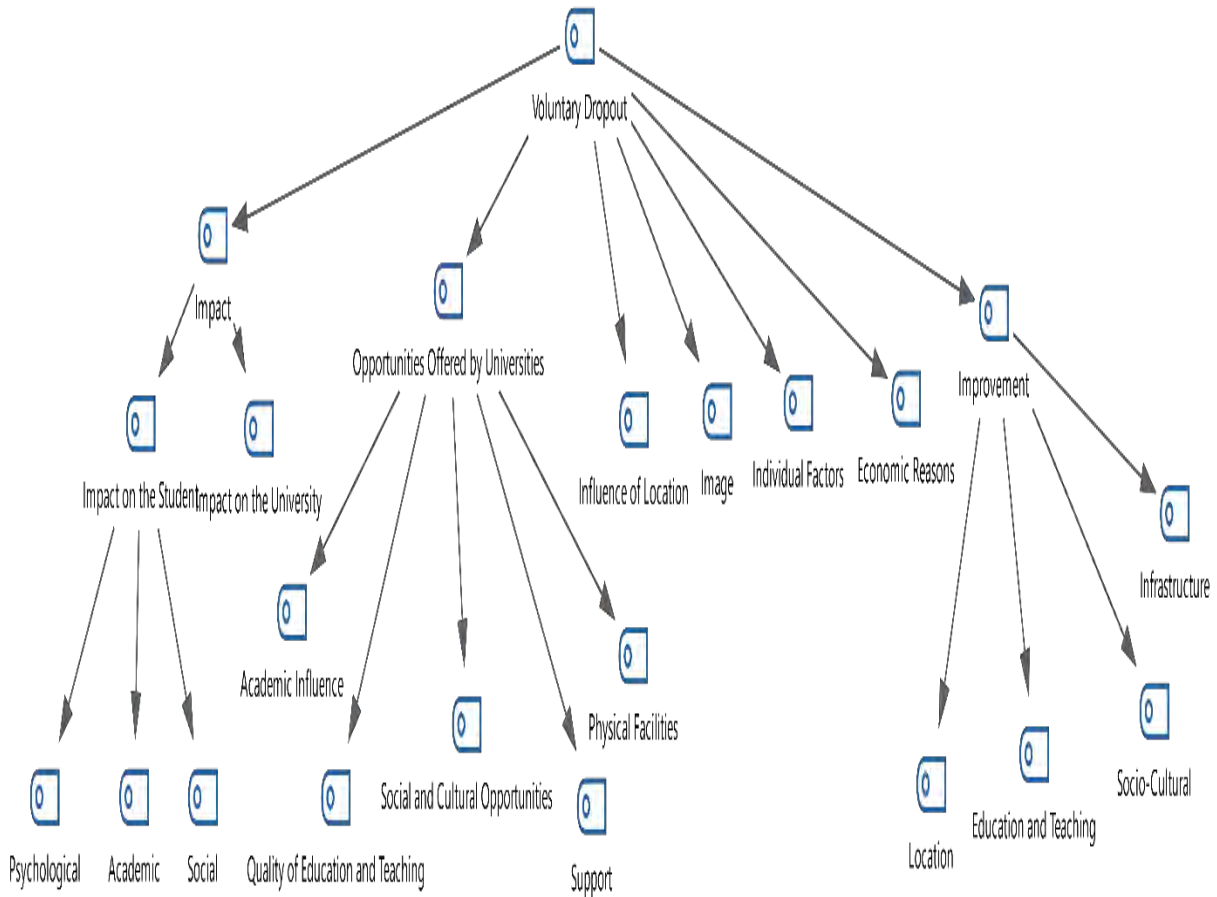 Voluntary Dropout
Impact
Opportunities Offered by Universities
Improvement
Influence of Location
Image
Individual Factors
Economic Reasons
Impact on the Student
Impact on the University
Infrastructure
Academic Influence
Physical Facilities
Social and Cultural Opportunities
Socio-Cultural
Psychological
Academic
Social
Quality of Education and Teaching
Support
Location
Education and Teaching